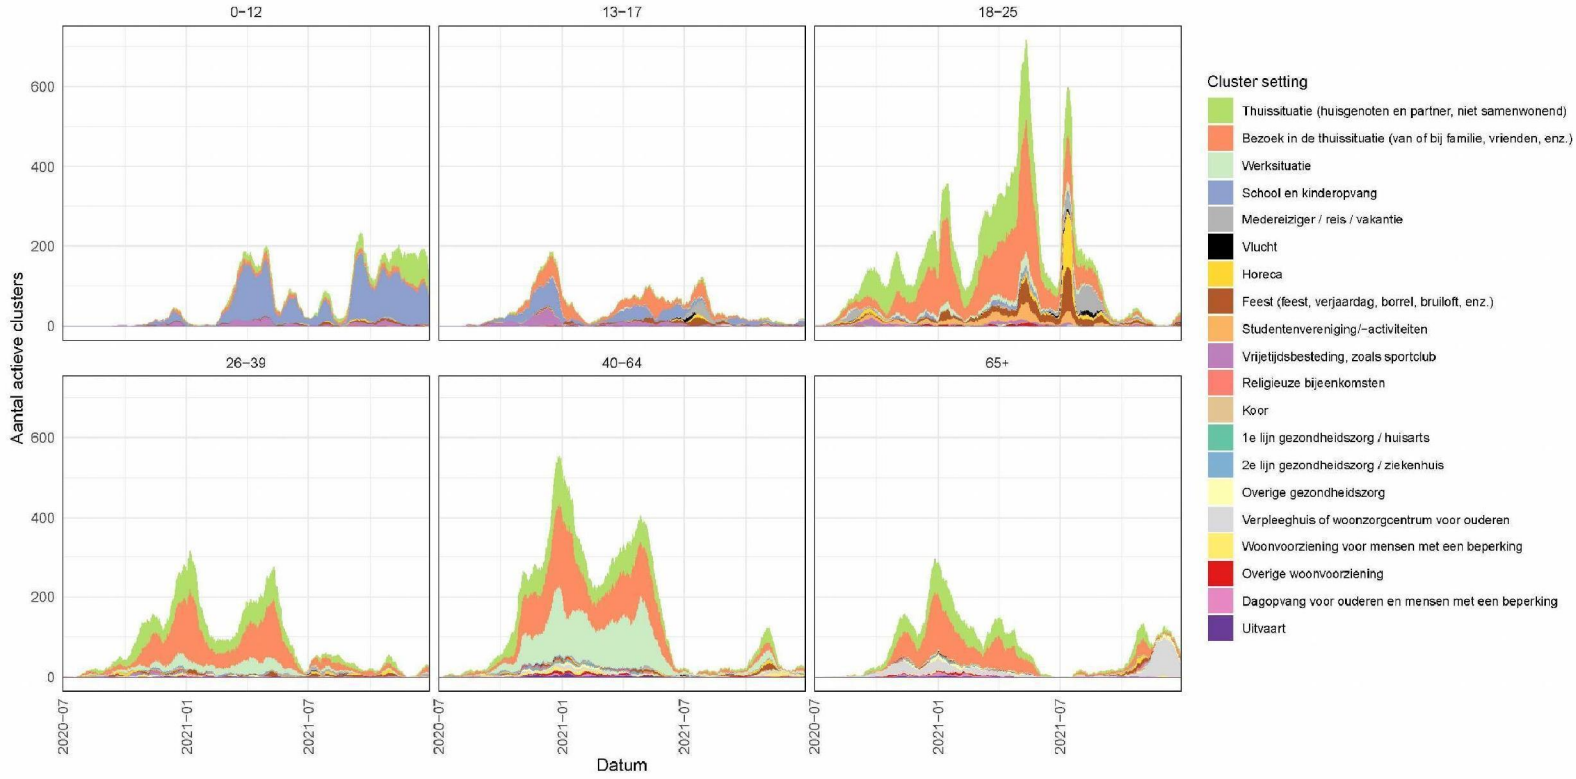 0-12
13-17
18-25
600
400
200
0
26-39
40-64
65+
600
400
200
0
Aantal actieve clusters
2020-07
2021-01
2021-07
2020-07
2021-01
2021-07
2020-07
2021-01
2021-07
Datum
Cluster setting
Thuissituatie (huisgenoten en partner, niet samenwonend)
Bezoek in de thuissituatie (van of bij familie, vrienden, enz.)
Werksituatie
School en kinderopvang
Medereiziger / reis / vakantie
Vlucht
Horeca
Feest (feest, verjaardag, borrel, bruiloft, enz.)
Studentenvereniging/-activiteiten
Vrijetijdsbesteding, zoals sportclub
Religieuze bijeenkomsten
Koor
1e lijn gezondheidszorg / huisarts
2e lijn gezondheidszorg / ziekenhuis
Overige gezondheidszorg
Verpleeghuis of woonzorgcentrum voor ouderen
Woonvoorziening voor mensen met een beperking
Overige woonvoorziening
Dagopvang voor ouderen en mensen met een beperking
Uitvaart